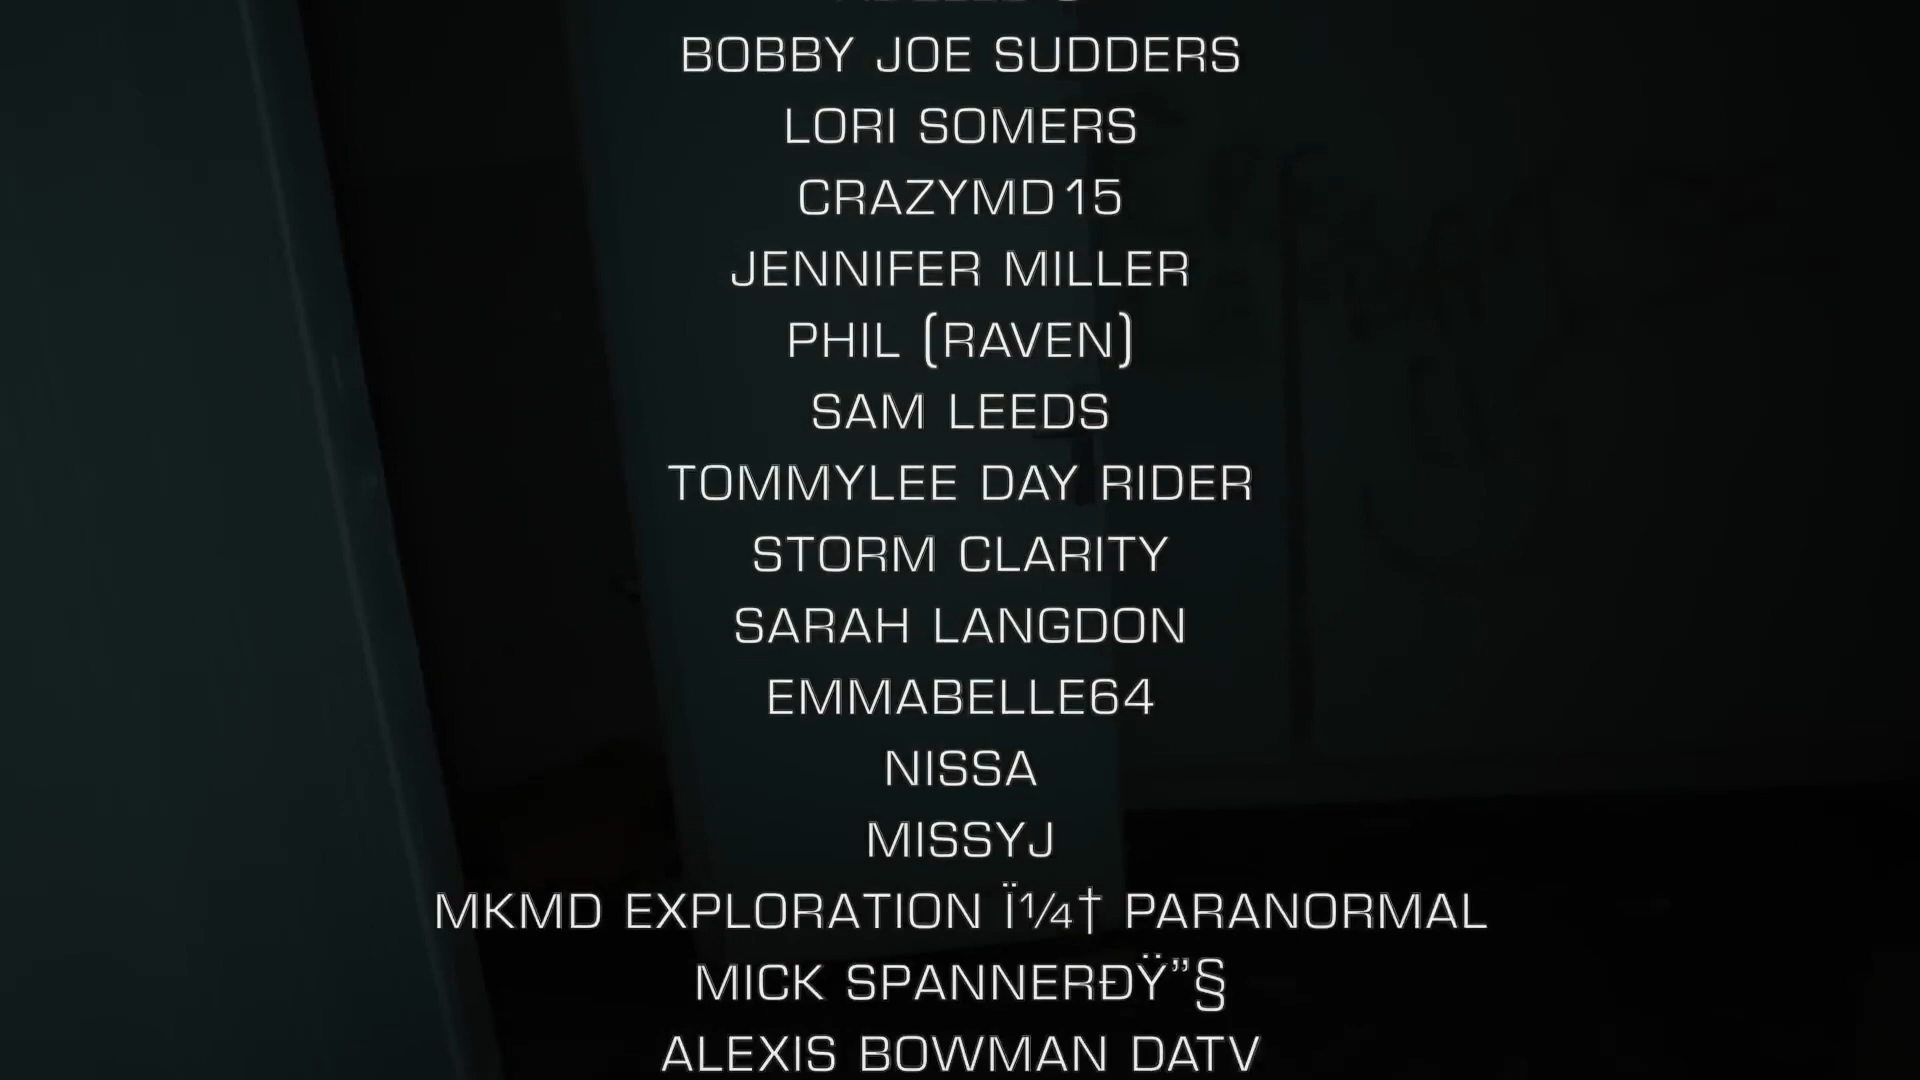 BOBBY JOE SUDDERS
LORI SOMERS
CRAZYMD15
JENNIFER MILLER
PHIL (RAVEN)
SAM LEEDS
TOMMYLEE DAY RIDER
STORM CLARITY
SARAH LANGDON
EMMABELLE64
NISSA
MISSYJ
MKMD EXPLORATION Ï¼† PARANORMAL
MICK SPANNERÐŸ”§
ALEXIS BOWMAN DATV